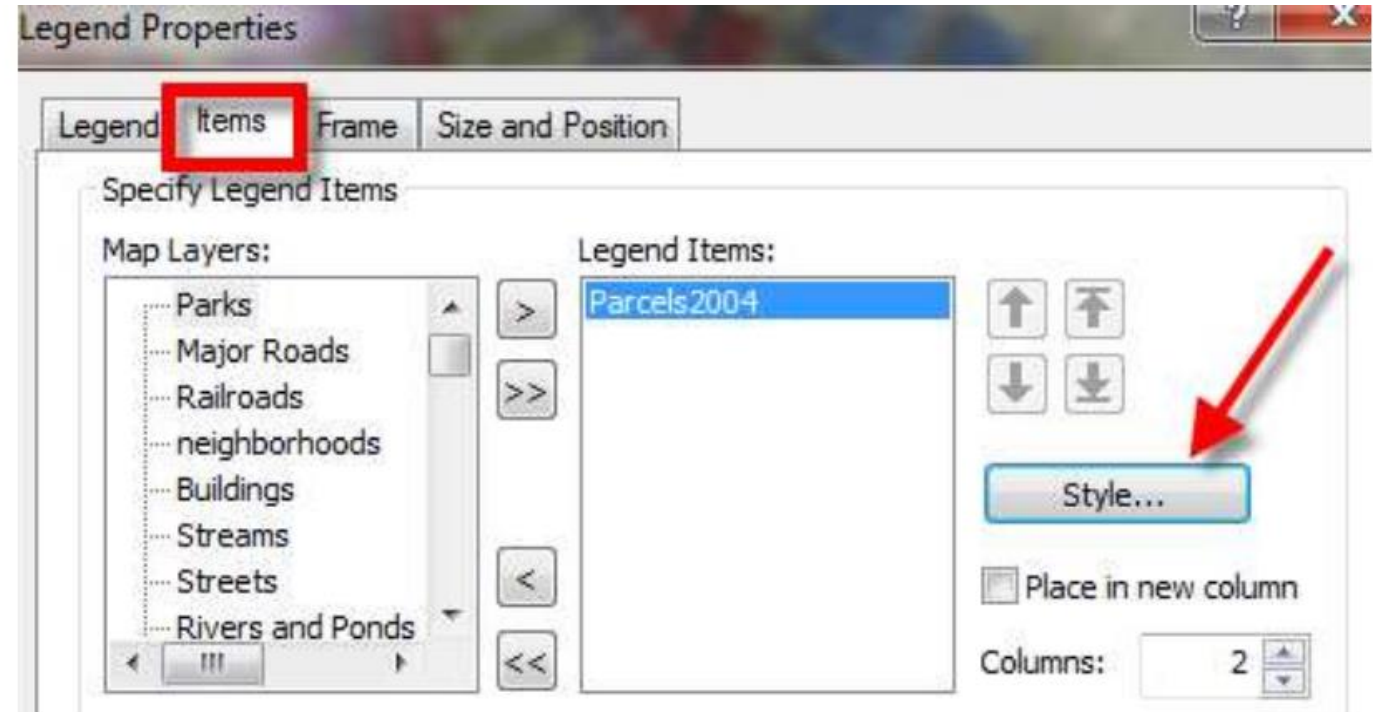 Legend Properties
?
X
Legend Items Frame Size and Position
Specify Legend Items
Map Layers:
Parks
Major Roads
Railroads
neighborhoods
Buildings
Streams
Streets
Rivers and Ponds
>
>>
<
<<
Legend Items:
Parcels2004
Style...
Place in new column
Columns: 2